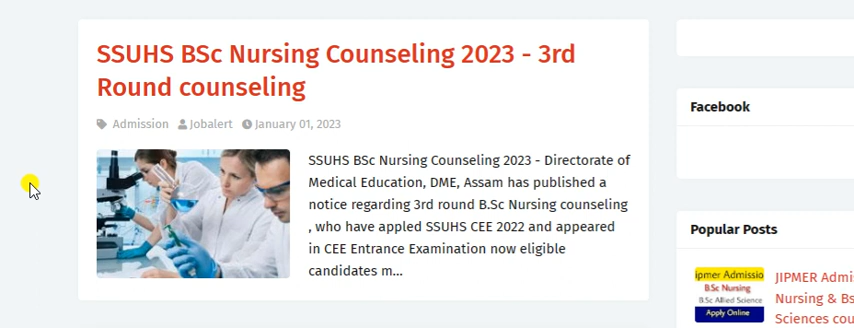 SSUHS BSc Nursing Counseling 2023 - 3rd
Round counseling
Admission Jobalert January 01, 2023
SSUHS BSc Nursing Counseling 2023 - Directorate of
Medical Education, DME, Assam has published a
notice regarding 3rd round B.Sc Nursing counseling
, who have appled SSUHS CEE 2022 and appeared
in CEE Entrance Examination now eligible
candidates m...
Facebook
Popular Posts
jipmer Admissio
B.Sc Nursing
B.Sc Allied Science
Apply Online
JIPMER Admi
Nursing & Bs
Sciences cou